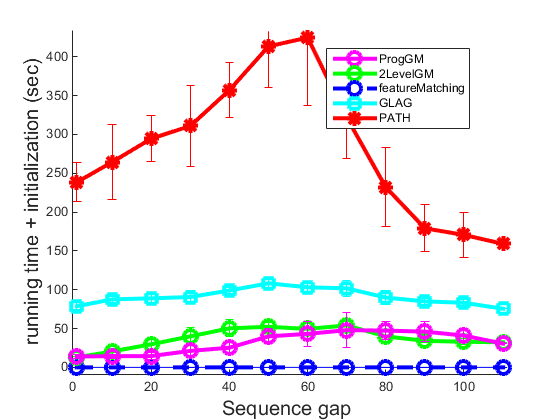 running time + initialization (sec)
400
350
300
250
200
150
100
50
0
0 20 40 60 80 100
Sequence gap
ProgGM
2LevelGM
featureMatching
GLAG
PATH